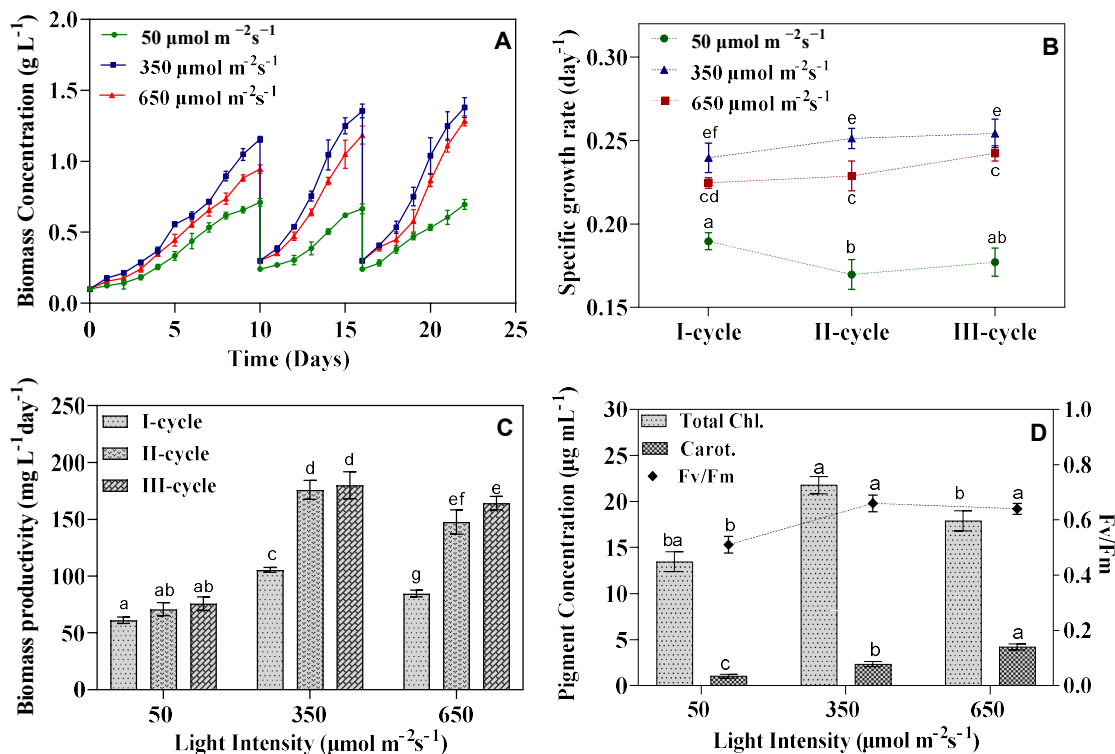 A
50 μmol m⁻²s⁻¹
350 μmol m⁻²s⁻¹
650 μmol m⁻²s⁻¹
Biomass Concentration (g L⁻¹)
2.0
1.6
1.2
0.8
0.4
0.0
0 5 10 15 20 25
Time (Days)
B
50 μmol m⁻²s⁻¹
350 μmol m⁻²s⁻¹
650 μmol m⁻²s⁻¹
Specific growth rate (day⁻¹)
0.30
0.25
0.20
0.15
ef e e
cd c c
a b ab
I-cycle II-cycle III-cycle
C
I-cycle
II-cycle
III-cycle
Biomass productivity (mg L⁻¹day⁻¹)
250
200
150
100
50
0
a ab ab c d d g ef e
50 350 650
Light Intensity (μmol m⁻²s⁻¹)
D
Total Chl.
Carot.
Fv/Fm
Pigment Concentration (μg mL⁻¹)
30
25
20
15
10
5
0
1.0
0.8
0.6
0.4
0.2
0.0
Fv/Fm
ba b a a b a
c b a
50 350 650
Light Intensity (μmol m⁻²s⁻¹)